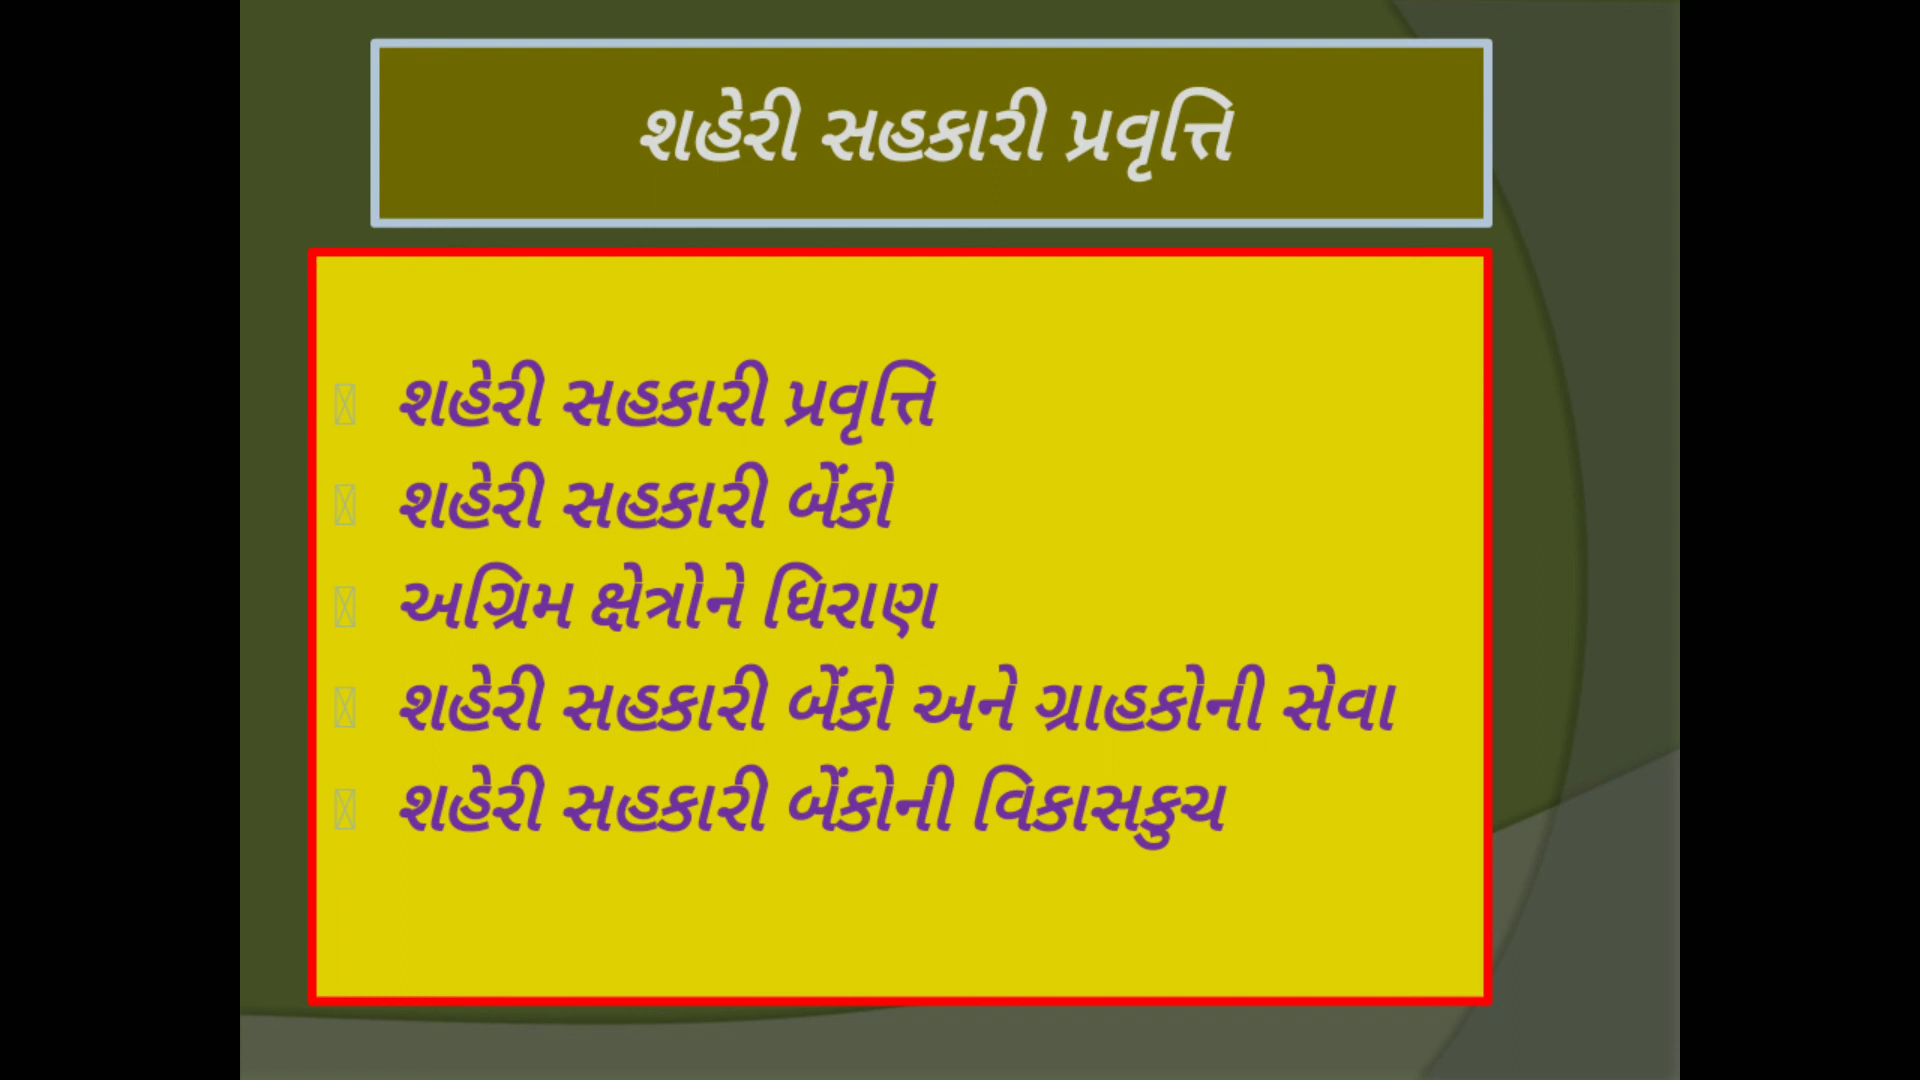 શહેરી સહકારી પ્રવૃત્તિ
શહેરી સહકારી પ્રવૃત્તિ
શહેરી સહકારી બેંકો
અગ્રિમ ક્ષેત્રોને ધિરાણ
શહેરી સહકારી બેંકો અને ગ્રાહકોની સેવા
શહેરી સહકારી બેંકોની વિકાસકુચ